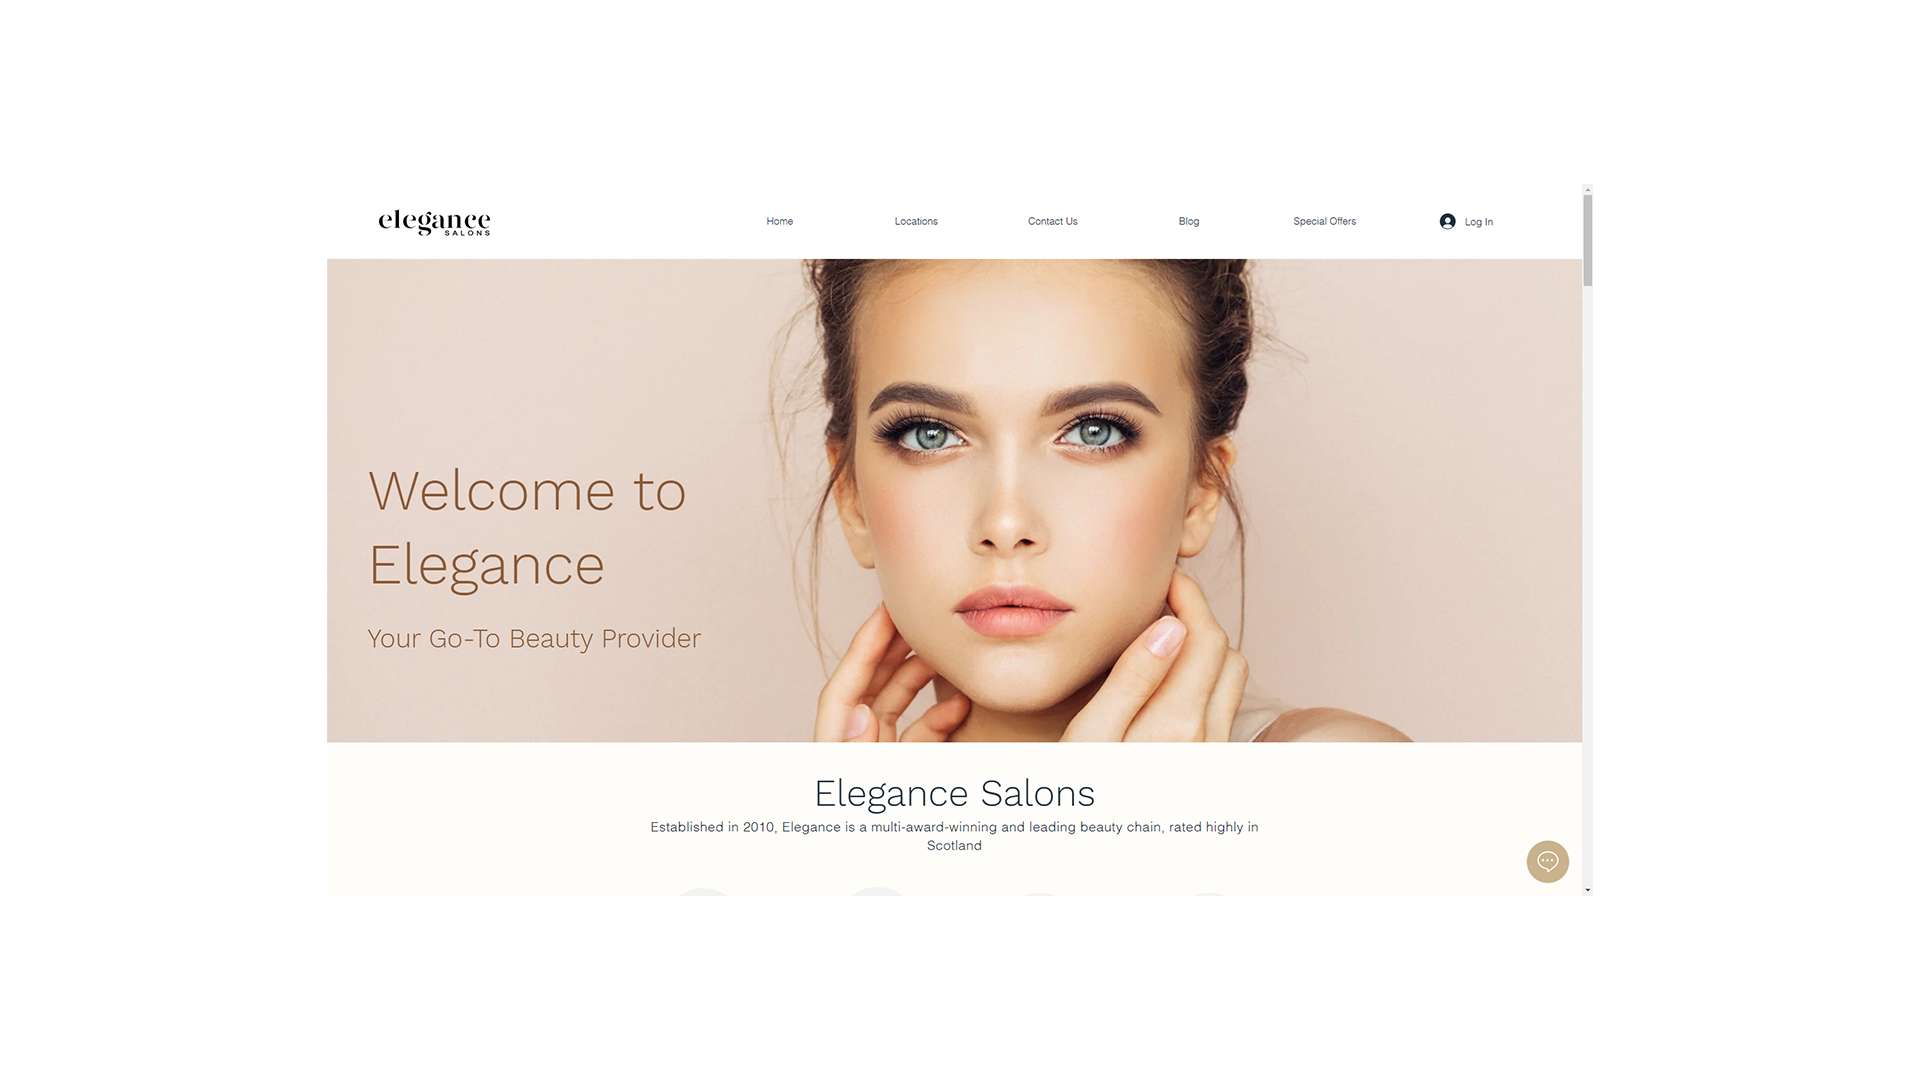 elegance
SALONS
Home
Locations
Contact Us
Blog
Special Offers
Log In
Welcome to
Elegance
Your Go-To Beauty Provider
Elegance Salons
Established in 2010, Elegance is a multi-award-winning and leading beauty chain, rated highly in
Scotland